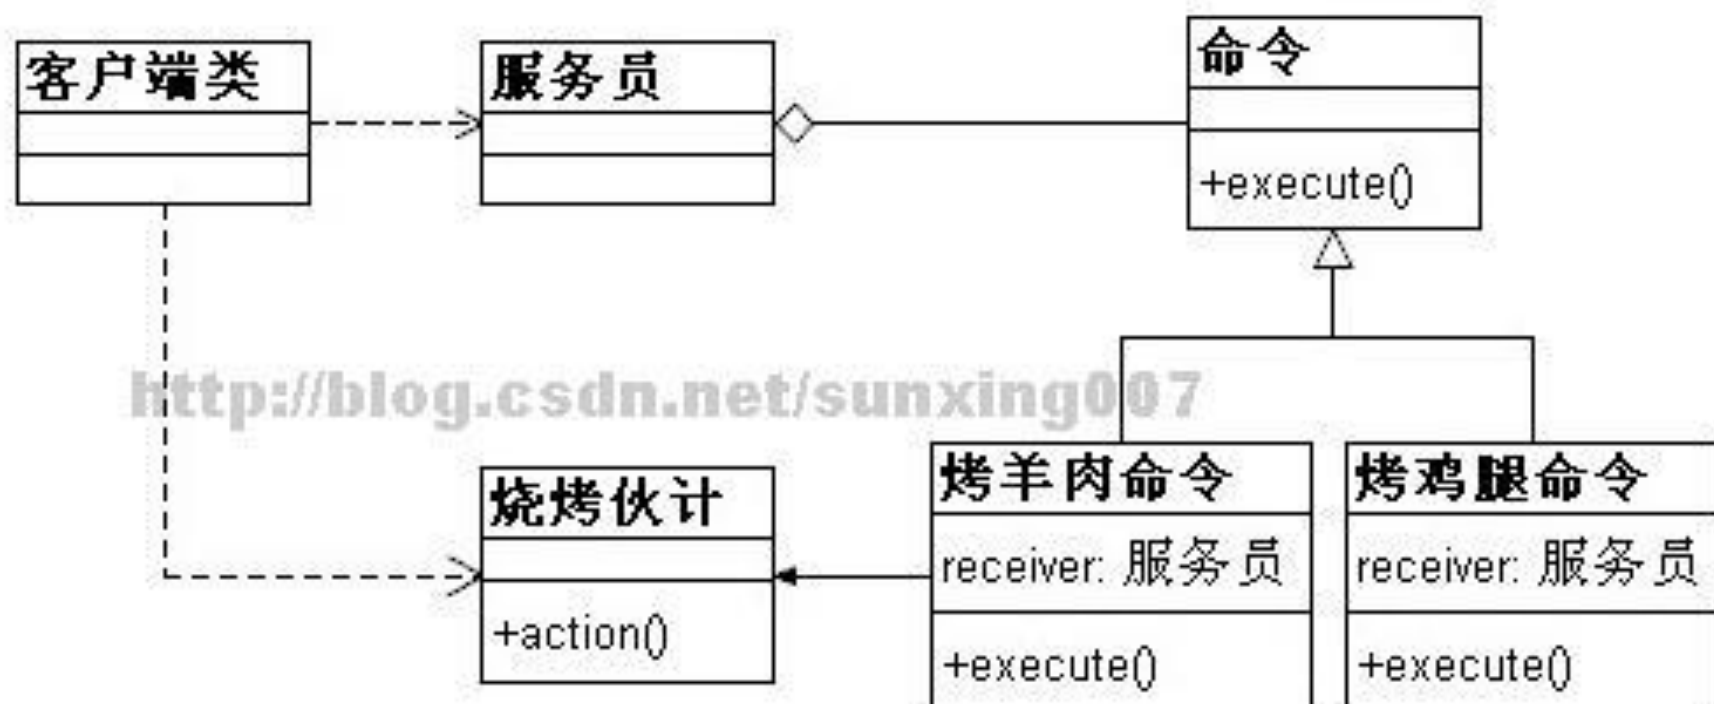 客户端类
服务员
命令
+execute()
http://blog.csdn.net/sunxing007
烧烤伙计
+action()
烤羊肉命令
receiver: 服务员
+execute()
烤鸡腿命令
receiver: 服务员
+execute()